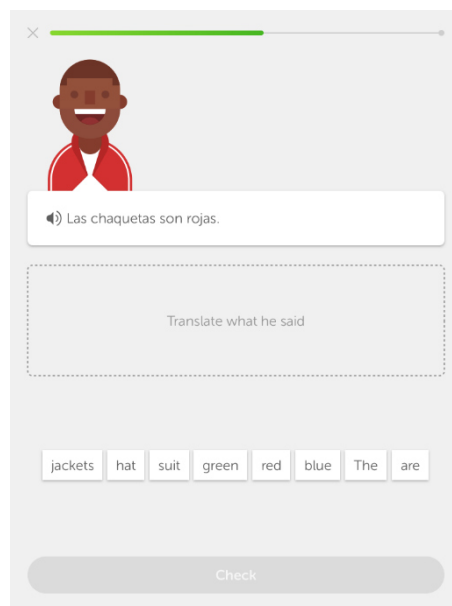 Las chaquetas son rojas.
Translate what he said
jackets hat suit green red blue The are
Check